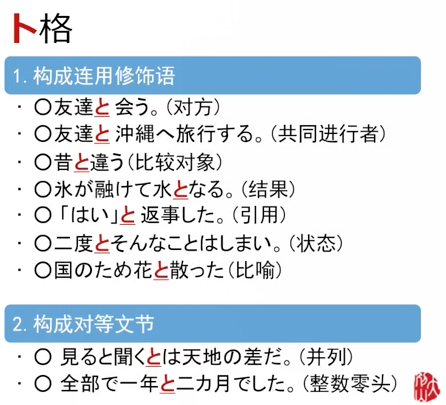 ト格
1. 构成连用修饰语
· 〇友達と 会う。(对方)
· 〇友達と 沖縄へ旅行する。(共同进行者)
· 〇昔と違う(比较对象)
· 〇氷が融けて水となる。(结果)
· 〇「はい」と 返事した。(引用)
· 〇二度とそんなことはしまい。(状态)
· 〇国のため花と散った(比喻)
2. 构成对等文节
· 〇 見ると聞くとは天地の差だ。(并列)
· 〇 全部で一年と二カ月でした。(整数零头)